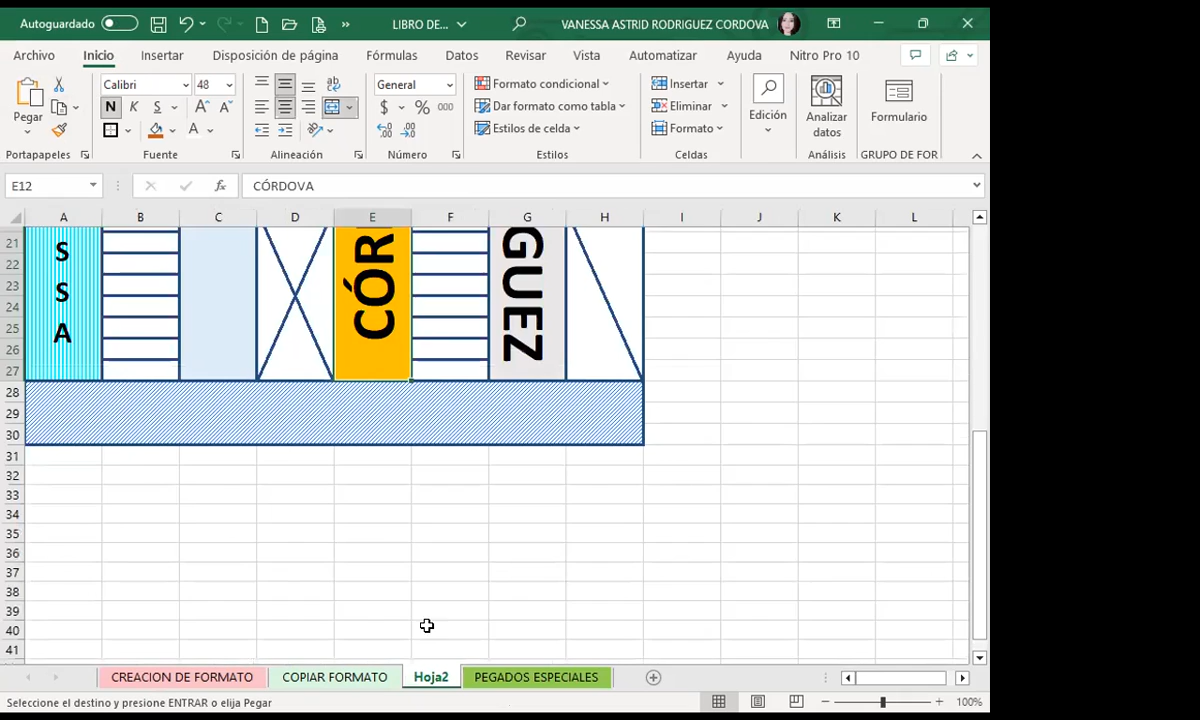 Autoguardado LIBRO DE... VANESSA ASTRID RODRIGUEZ CORDOVA
Archivo Inicio Insertar Disposición de página Fórmulas Datos Revisar Vista Automatizar Ayuda Nitro Pro 10
Calibri 48 General Formato condicional Insertar
Pegar N K S $ % 000 Dar formato como tabla Eliminar Edición Analizar datos Formulario
Estilos de celda Formato
Portapapeles Fuente Alineación Número Estilos Celdas Análisis GRUPO DE FOR
E12 fx CÓRDOVA
A B C D E F G H I J K L
21 S
22
23 S
24
25 A
26
27
CÓR
GUEZ
28
29
30
31
32
33
34
35
36
37
38
39
40
41
CREACION DE FORMATO COPIAR FORMATO Hoja2 PEGADOS ESPECIALES
Seleccione el destino y presione ENTRAR o elija Pegar 100%